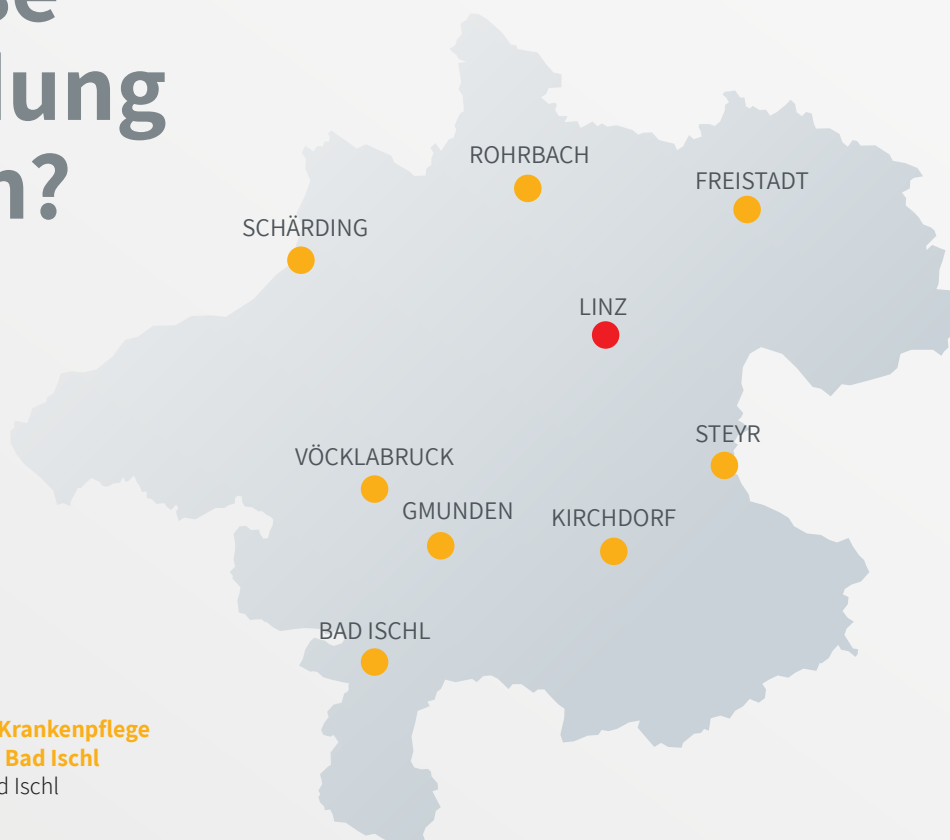 lung
?
ROHRBACH
FREISTADT
SCHÄRDING
LINZ
STEYR
VÖCKLABRUCK
GMUNDEN
KIRCHDORF
BAD ISCHL
Krankenpflege
Bad Ischl
d Ischl